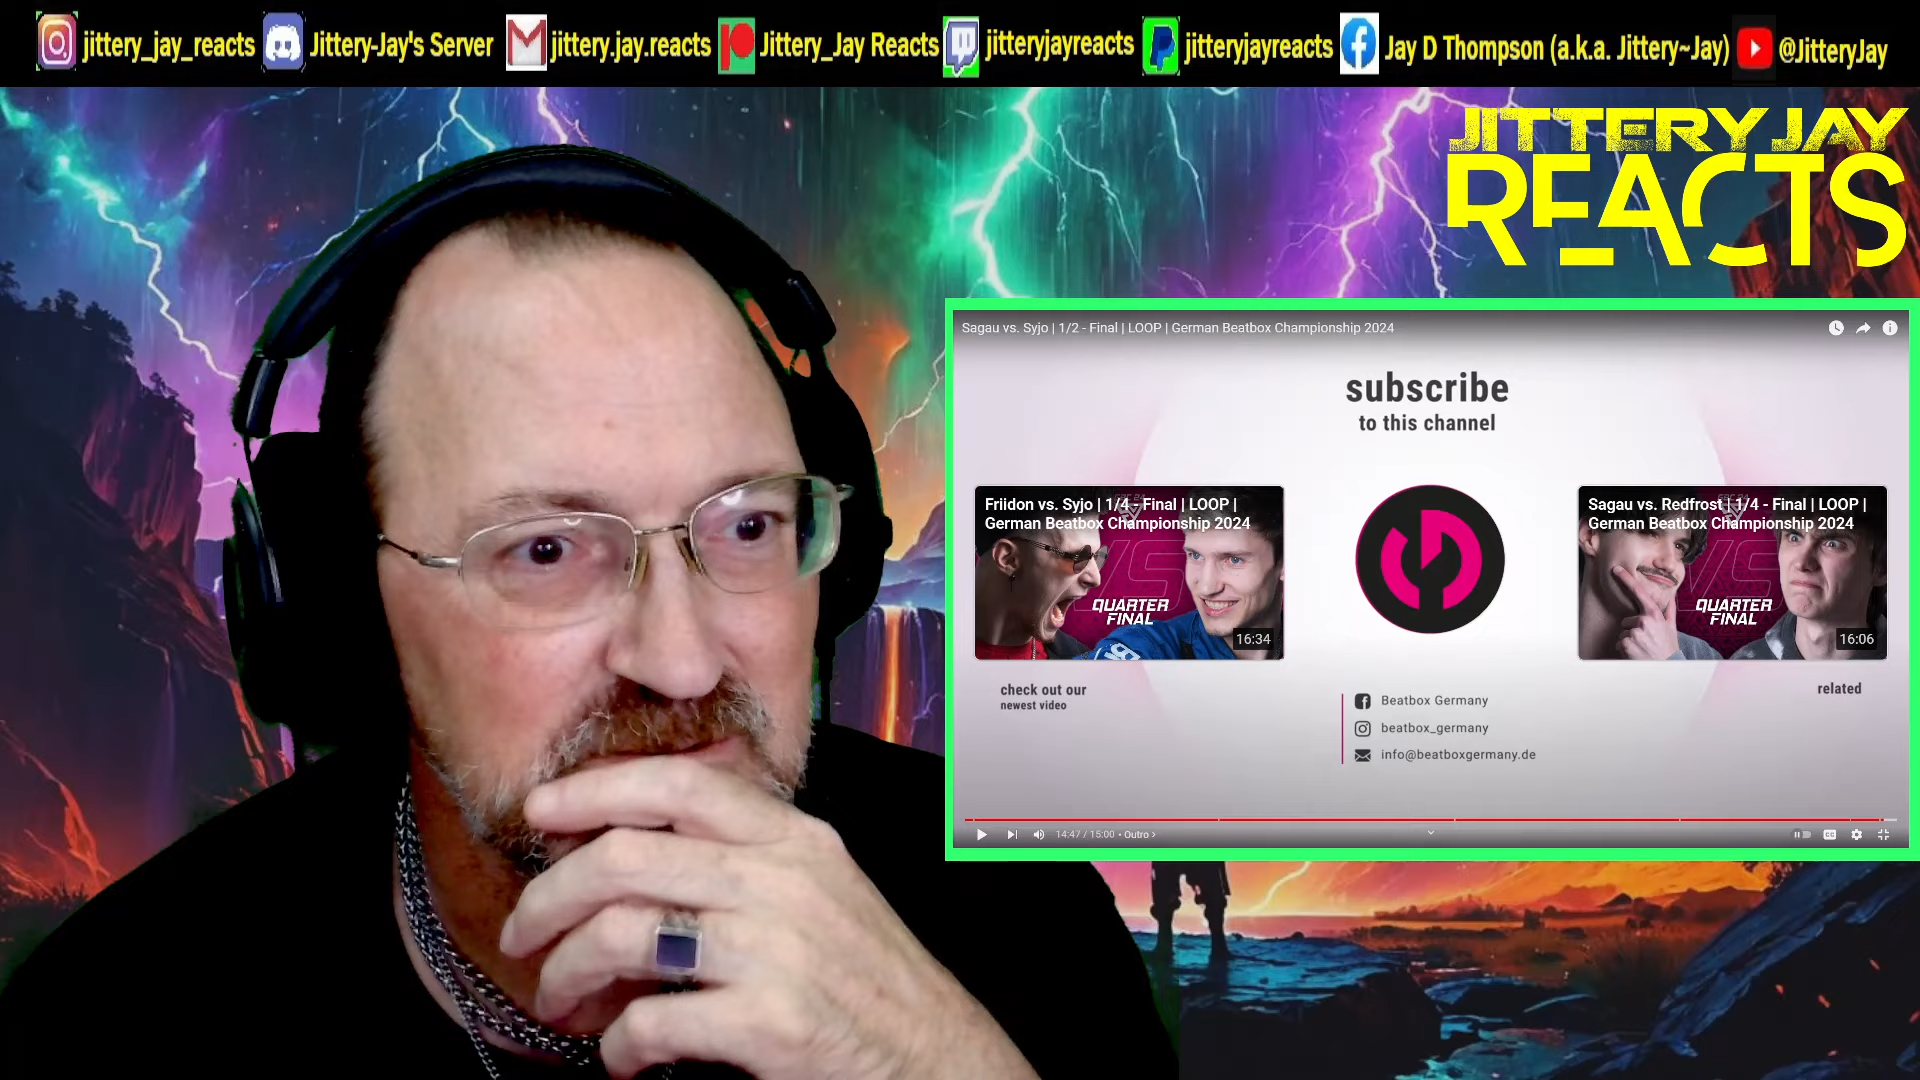 jittery_jay_reacts Jittery-Jay's Server jittery.jay.reacts Jittery_Jay Reacts jitteryjayreacts jitteryjayreacts Jay D Thompson (a.k.a. Jittery~Jay) @JitteryJay
JITTERY JAY
REACTS
Sagau vs. Syjo | 1/2 - Final | LOOP | German Beatbox Championship 2024
subscribe
to this channel
Friidon vs. Syjo | 1/4 - Final | LOOP |
German Beatbox Championship 2024
VS
QUARTER
FINAL
16:34
Sagau vs. Redfrost | 1/4 - Final | LOOP |
German Beatbox Championship 2024
VS
QUARTER
FINAL
16:06
check out our
newest video
related
Beatbox Germany
beatbox_germany
info@beatboxgermany.de
14:47 / 15:00 • Outro >